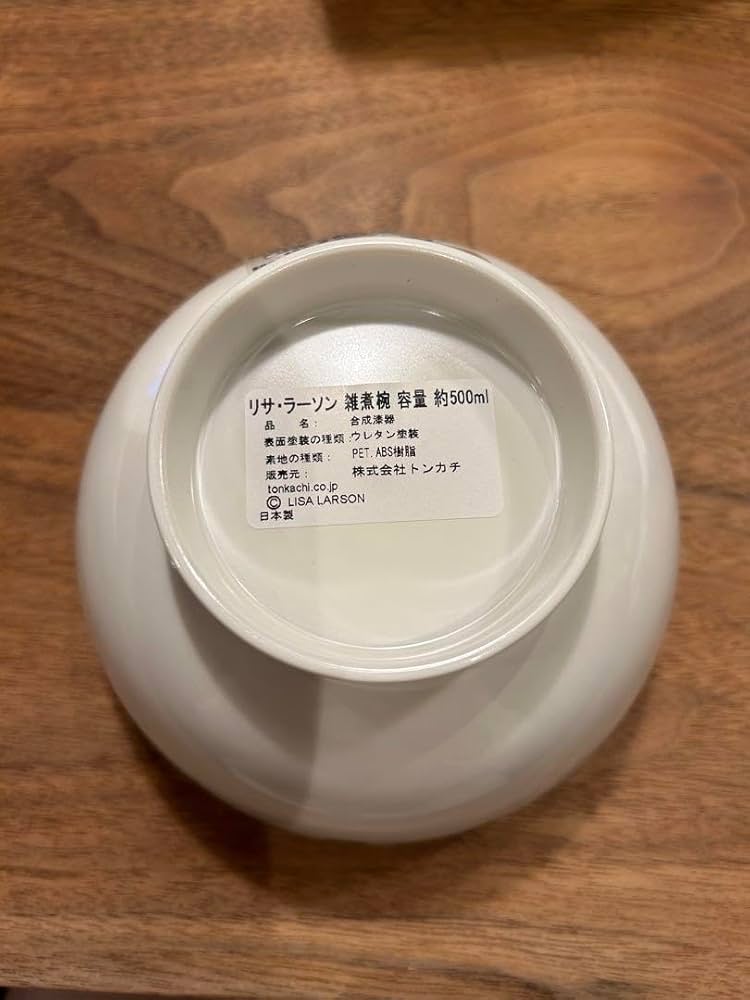 リサ・ラーソン 雑煮椀 容量 約500ml
品　　名： 合成漆器
表面塗装の種類：ウレタン塗装
素地の種類： PET．ABS樹脂
販売元： 株式会社トンカチ
tonkachi.co.jp
Ⓒ LISA LARSON
日本製